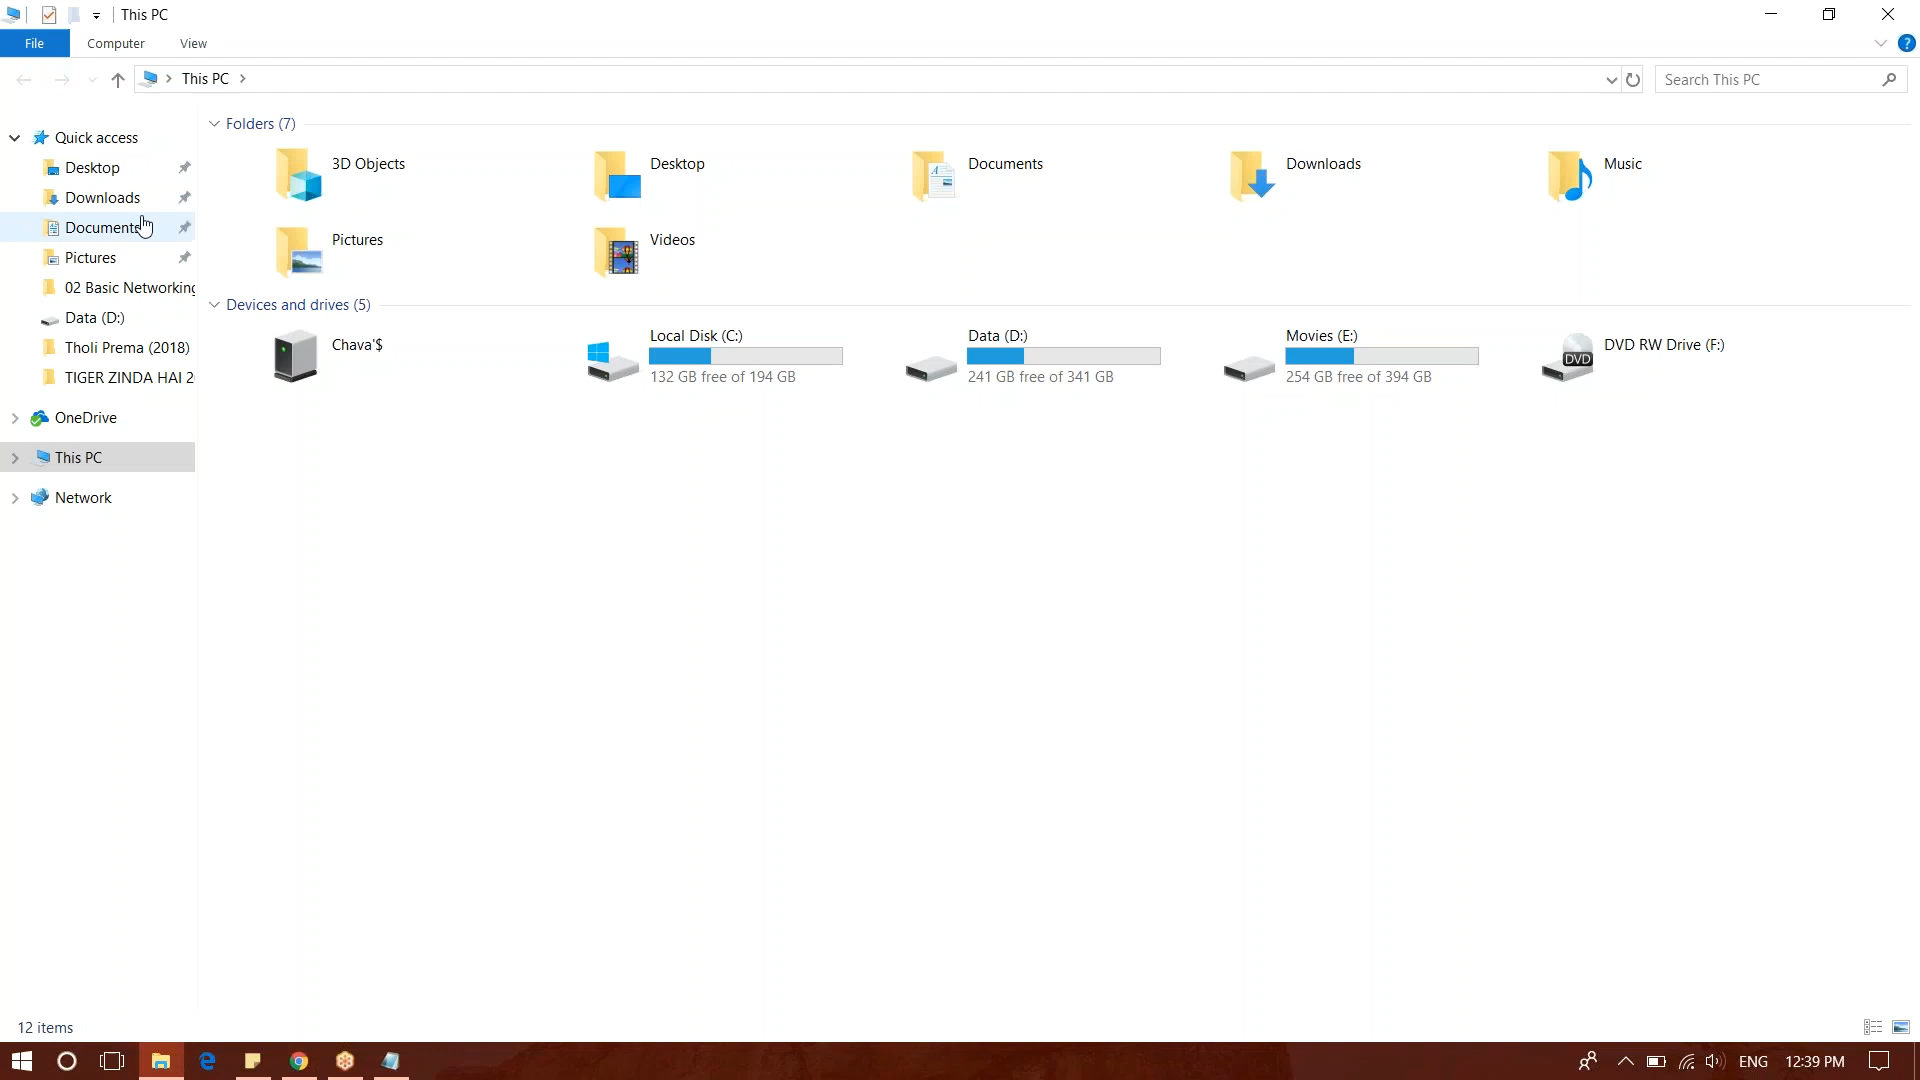 This PC
File Computer View
This PC
Search This PC
Quick access
Desktop
Downloads
Documents
Pictures
02 Basic Networking
Data (D:)
Tholi Prema (2018)
TIGER ZINDA HAI 2
OneDrive
This PC
Network
Folders (7)
3D Objects
Desktop
Documents
Downloads
Music
Pictures
Videos
Devices and drives (5)
Chava'$
Local Disk (C:)
132 GB free of 194 GB
Data (D:)
241 GB free of 341 GB
Movies (E:)
254 GB free of 394 GB
DVD
DVD RW Drive (F:)
12 items
ENG 12:39 PM